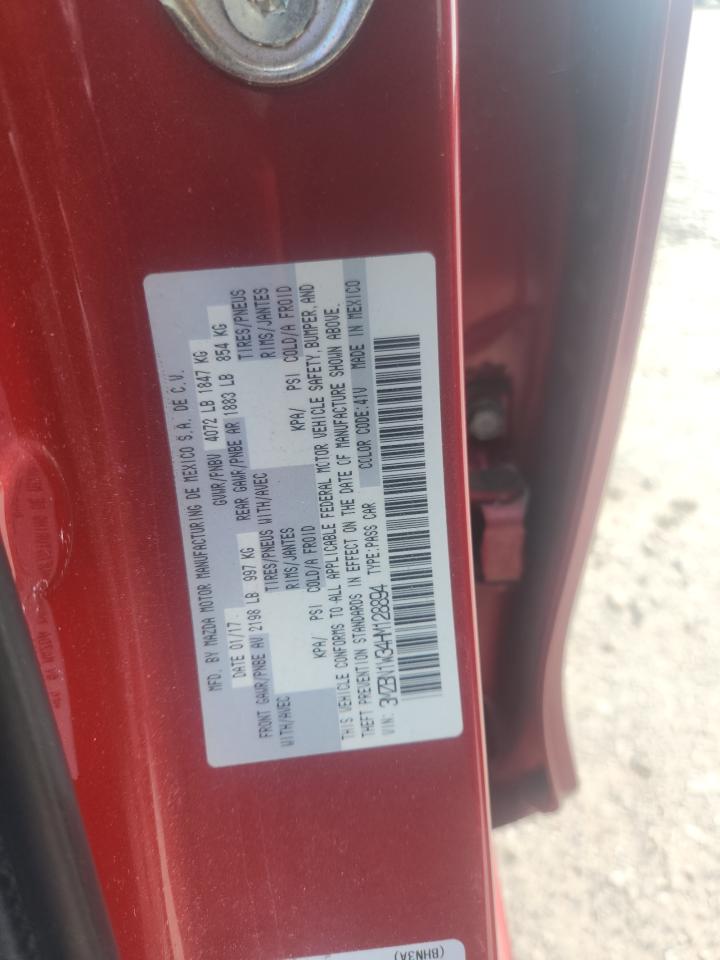 MFD. BY MAZDA MOTOR MANUFACTURING DE MEXICO S.A. DE C.V.
DATE 01/17 GVWR/PNBV 4072 LB 1847 KG
FRONT GAWR/PNBE AV 2198 LB 997 KG REAR GAWR/PNBE AR 1883 LB 854 KG
WITH/AVEC TIRES/PNEUS WITH/AVEC TIRES/PNEUS
RIMS/JANTES RIMS/JANTES
KPA/ PSI COLD/A FROID KPA/ PSI COLD/A FROID
THIS VEHICLE CONFORMS TO ALL APPLICABLE FEDERAL MOTOR VEHICLE SAFETY, BUMPER, AND
THEFT PREVENTION STANDARDS IN EFFECT ON THE DATE OF MANUFACTURE SHOWN ABOVE.
VIN: 3MZBN1W34HM128894 TYPE:PASS CAR COLOR CODE:41V MADE IN MEXICO
(BHN3A)